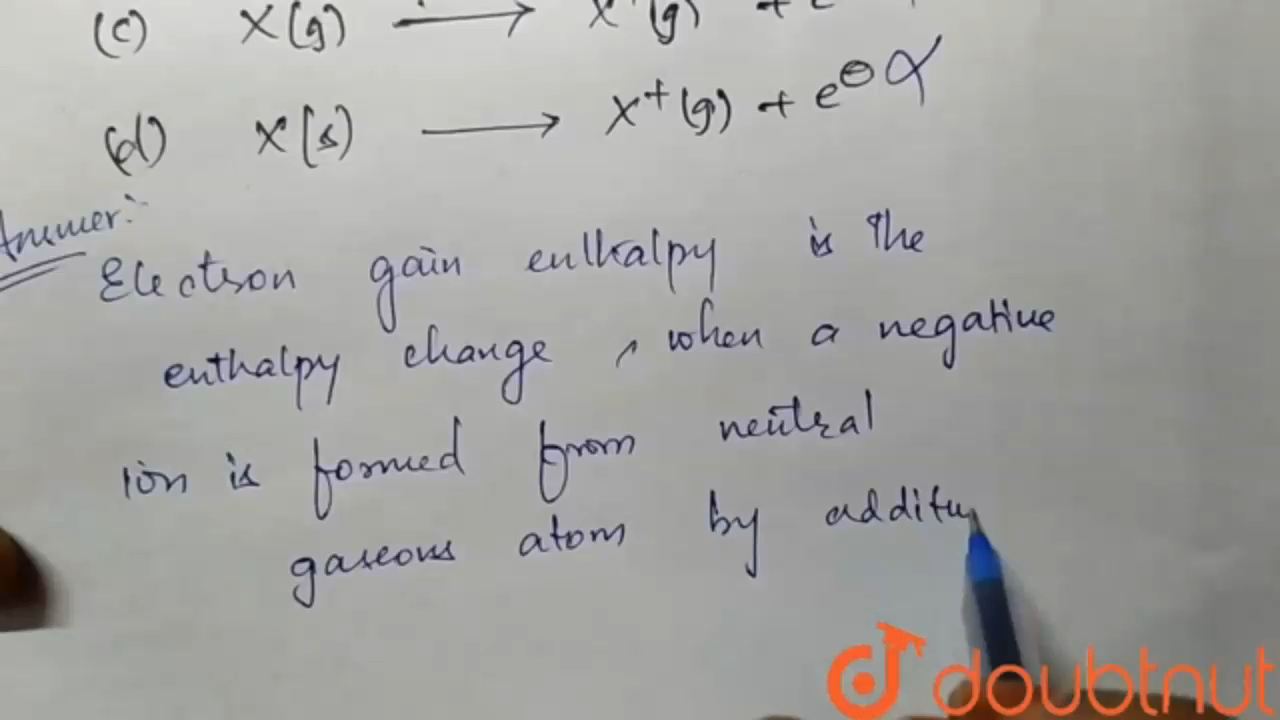 (c) X(g) ⟶ X⁺(g) + e
(d) X(s) ⟶ X⁺(g) + e⊖
Answer:-
Electron gain enthalpy is the
enthalpy change, when a negative
ion is formed from neutral
gaseous atom by additi
doubtnut